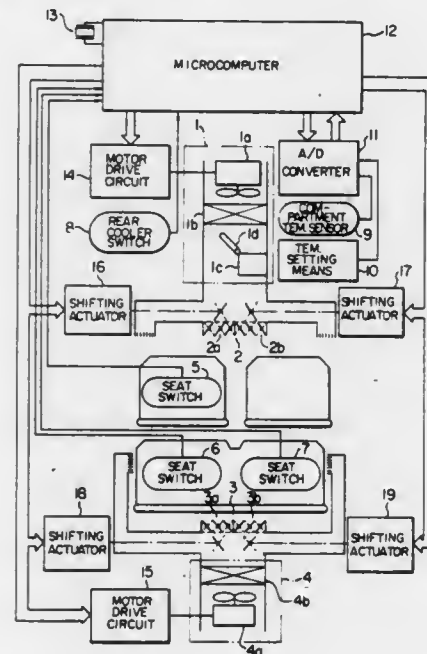 13
12
MICROCOMPUTER
1
1a
11
MOTOR
DRIVE
CIRCUIT
14
A/D
CONVERTER
1b
1d
1c
8
REAR
COOLER
SWITCH
COM-
PARTMENT
TEM. SENSOR
9
TEM.
SETTING
MEANS
10
16
17
SHIFTING
ACTUATOR
SHIFTING
ACTUATOR
2a
2
2b
5
SEAT
SWITCH
6
7
SEAT
SWITCH
SEAT
SWITCH
3a
3
3b
18
19
SHIFTING
ACTUATOR
SHIFTING
ACTUATOR
15
4
MOTOR
DRIVE
CIRCUIT
4b
4a